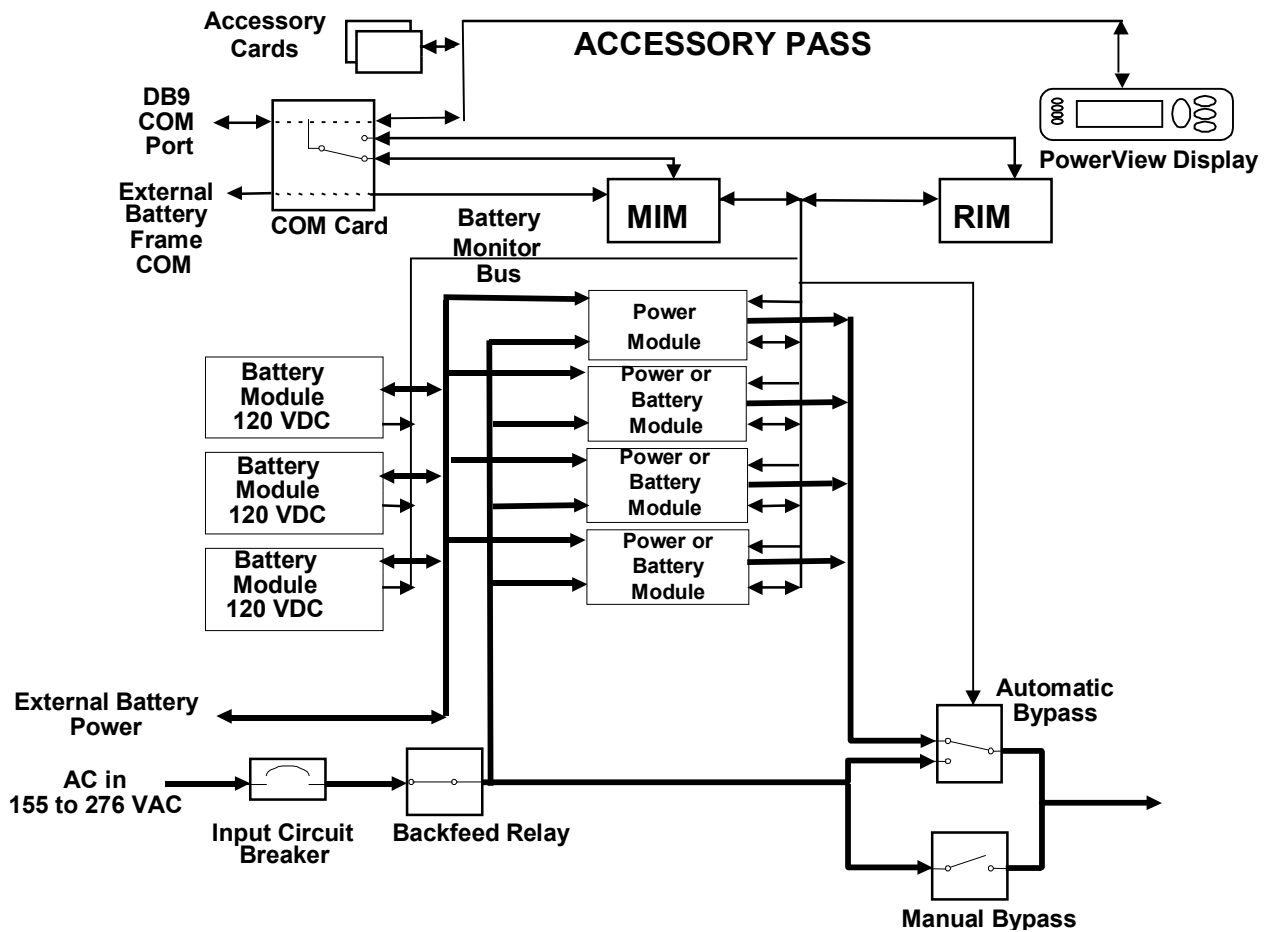 Accessory
Cards
ACCESSORY PASS
DB9
COM
Port
PowerView Display
External
Battery
Frame
COM
COM Card
MIM
RIM
Battery
Monitor
Bus
Power
Module
Battery
Module
120 VDC
Power or
Battery
Module
Battery
Module
120 VDC
Power or
Battery
Module
Battery
Module
120 VDC
Power or
Battery
Module
External Battery
Power
Automatic
Bypass
AC in
155 to 276 VAC
Input Circuit
Breaker
Backfeed Relay
Manual Bypass